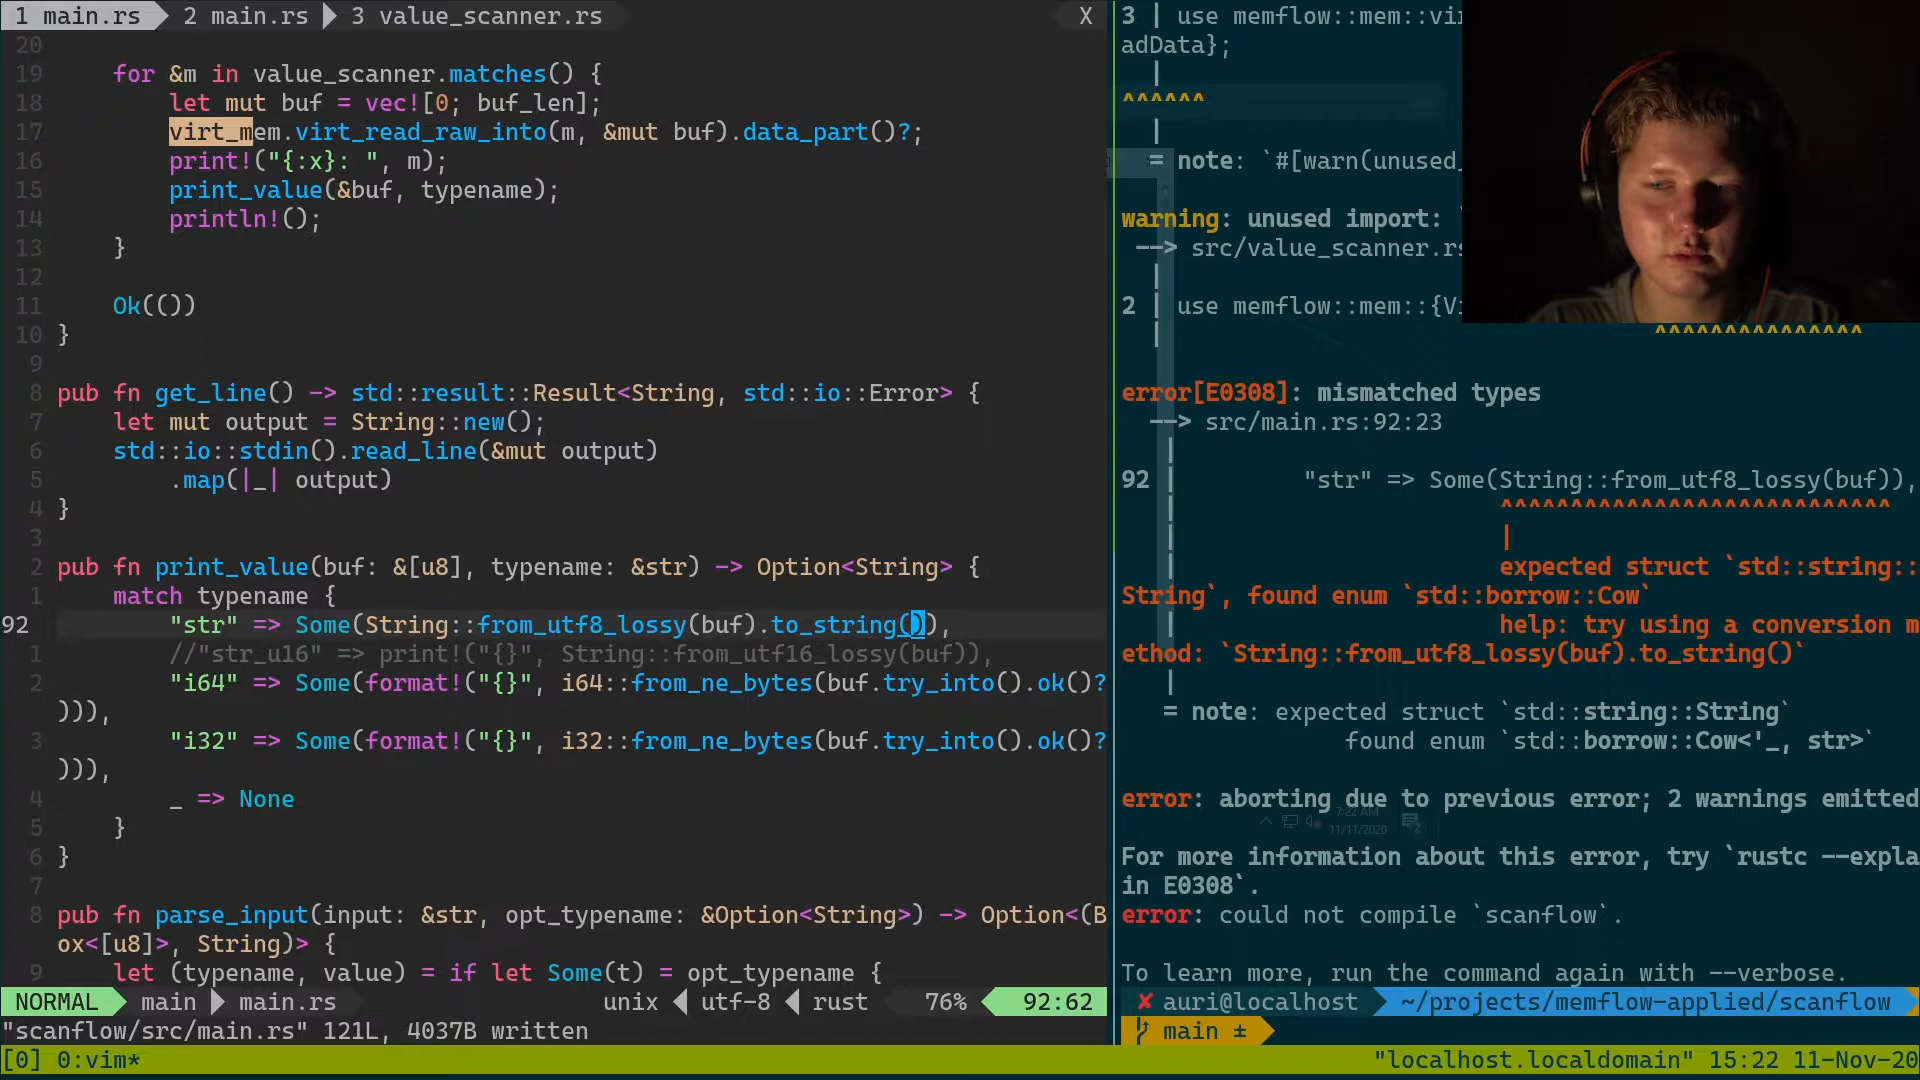 1 main.rs 2 main.rs 3 value_scanner.rs X
20
19 for &m in value_scanner.matches() {
18 let mut buf = vec![0; buf_len];
17 virt_mem.virt_read_raw_into(m, &mut buf).data_part()?;
16 print!("{:x}: ", m);
15 print_value(&buf, typename);
14 println!();
13 }
12
11 Ok(())
10 }
9
8 pub fn get_line() -> std::result::Result<String, std::io::Error> {
7 let mut output = String::new();
6 std::io::stdin().read_line(&mut output)
5 .map(|_| output)
4 }
3
2 pub fn print_value(buf: &[u8], typename: &str) -> Option<String> {
1 match typename {
92 "str" => Some(String::from_utf8_lossy(buf).to_string()),
1 //"str_u16" => print!("{}", String::from_utf16_lossy(buf)),
2 "i64" => Some(format!("{}", i64::from_ne_bytes(buf.try_into().ok()?
))),
3 "i32" => Some(format!("{}", i32::from_ne_bytes(buf.try_into().ok()?
))),
4 _ => None
5 }
6 }
7
8 pub fn parse_input(input: &str, opt_typename: &Option<String>) -> Option<(B
ox<[u8]>, String)> {
9 let (typename, value) = if let Some(t) = opt_typename {
NORMAL main main.rs unix utf-8 rust 76% 92:62
"scanflow/src/main.rs" 121L, 4037B written
3 | use memflow::mem::vi
adData};
|
^^^^^^
|
= note: `#[warn(unused_
warning: unused import: `
--> src/value_scanner.rs
|
2 | use memflow::mem::{Vi
| ^^^^^^^^^^^^^^^
error[E0308]: mismatched types
--> src/main.rs:92:23
|
92 | "str" => Some(String::from_utf8_lossy(buf)),
| ^^^^^^^^^^^^^^^^^^^^^^^^^^^^
| |
| expected struct `std::string::
String`, found enum `std::borrow::Cow`
| help: try using a conversion m
ethod: `String::from_utf8_lossy(buf).to_string()`
|
= note: expected struct `std::string::String`
found enum `std::borrow::Cow<'_, str>`
error: aborting due to previous error; 2 warnings emitted
7:22 AM
11/11/2020
For more information about this error, try `rustc --expla
in E0308`.
error: could not compile `scanflow`.
To learn more, run the command again with --verbose.
✘ auri@localhost ~/projects/memflow-applied/scanflow
main ±
[0] 0:vim* "localhost.localdomain" 15:22 11-Nov-20